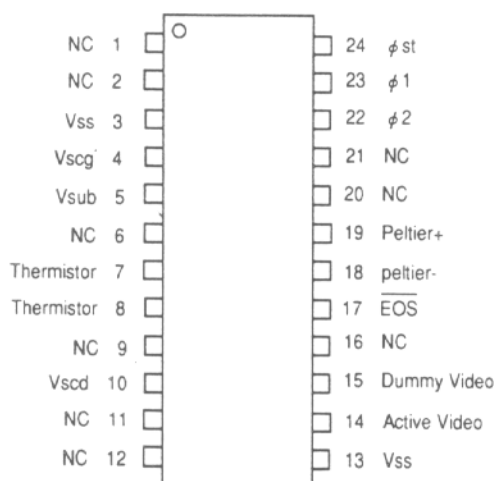 NC 1
NC 2
Vss 3
Vscg 4
Vsub 5
NC 6
Thermistor 7
Thermistor 8
NC 9
Vscd 10
NC 11
NC 12
24 ϕst
23 ϕ1
22 ϕ2
21 NC
20 NC
19 Peltier+
18 peltier-
17 E̅O̅S̅
16 NC
15 Dummy Video
14 Active Video
13 Vss